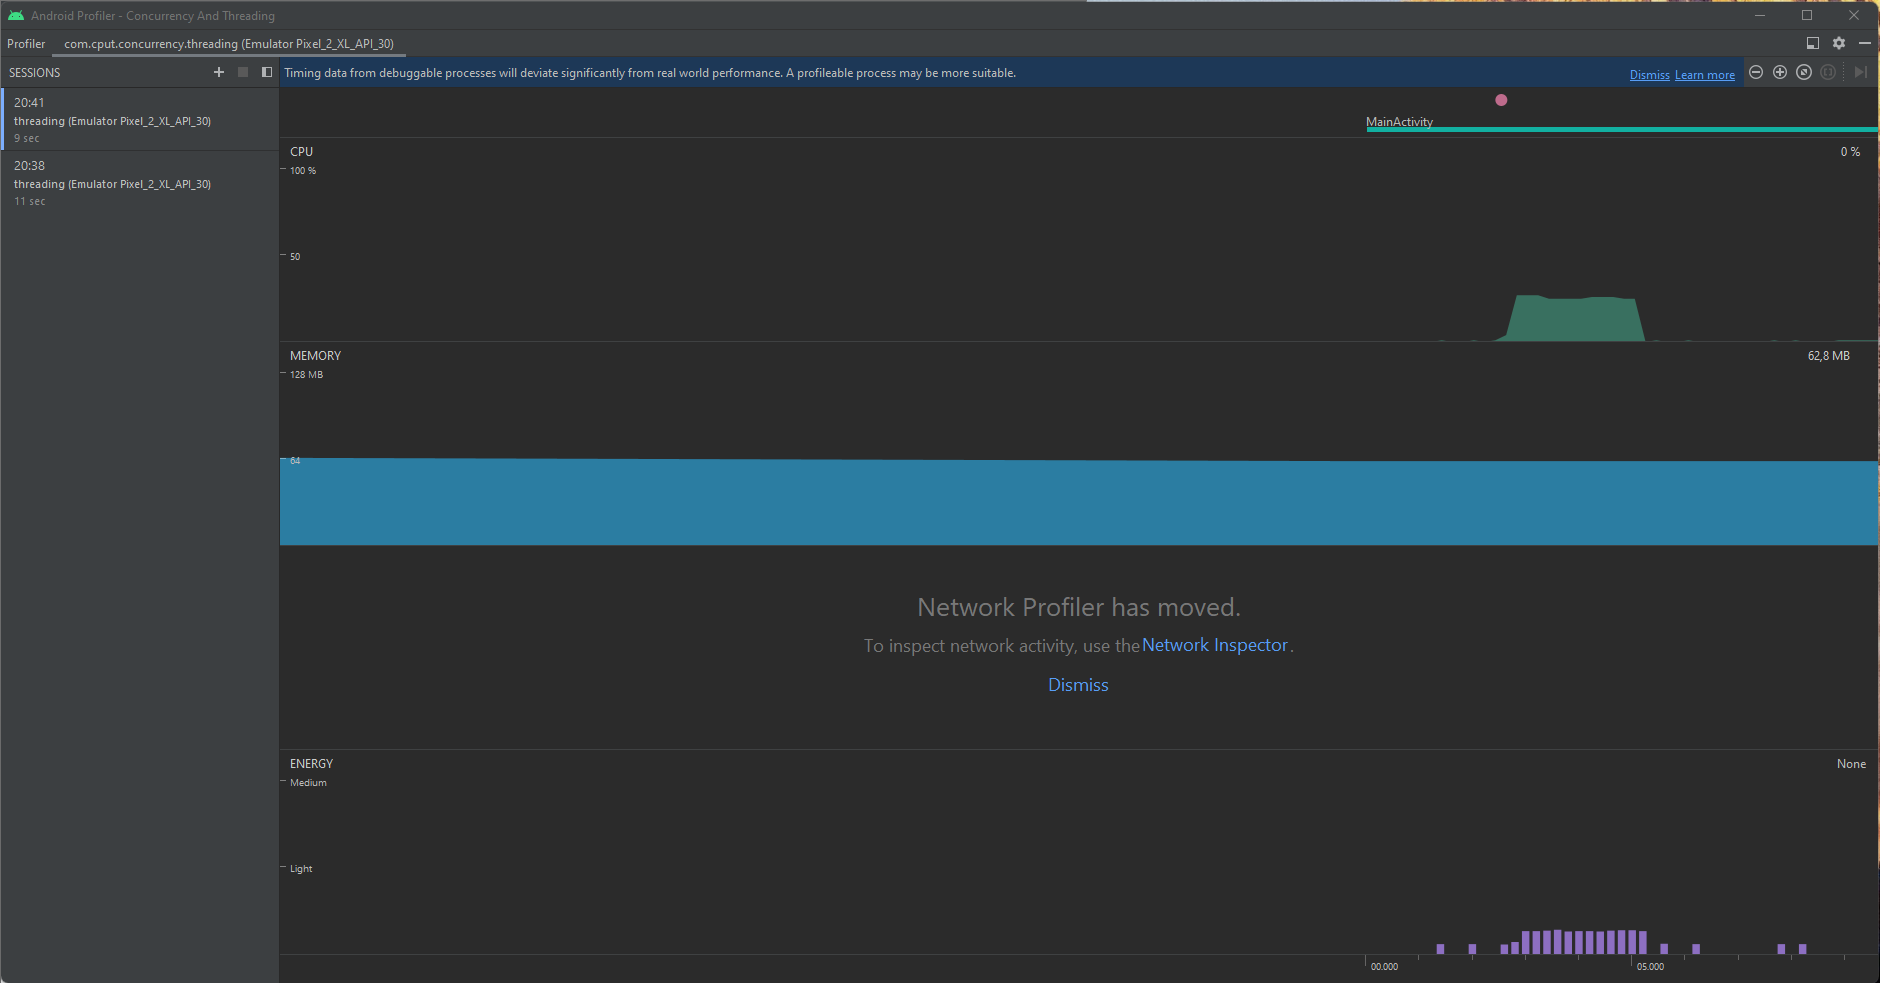 Android Profiler - Concurrency And Threading
Profiler com.cput.concurrency.threading (Emulator Pixel_2_XL_API_30)
SESSIONS
Timing data from debuggable processes will deviate significantly from real world performance. A profileable process may be more suitable.
Dismiss Learn more
20:41
threading (Emulator Pixel_2_XL_API_30)
9 sec
20:38
threading (Emulator Pixel_2_XL_API_30)
11 sec
MainActivity
CPU 0 %
100 %
50
MEMORY 62,8 MB
128 MB
64
Network Profiler has moved.
To inspect network activity, use the Network Inspector.
Dismiss
ENERGY None
Medium
Light
00.000 05.000